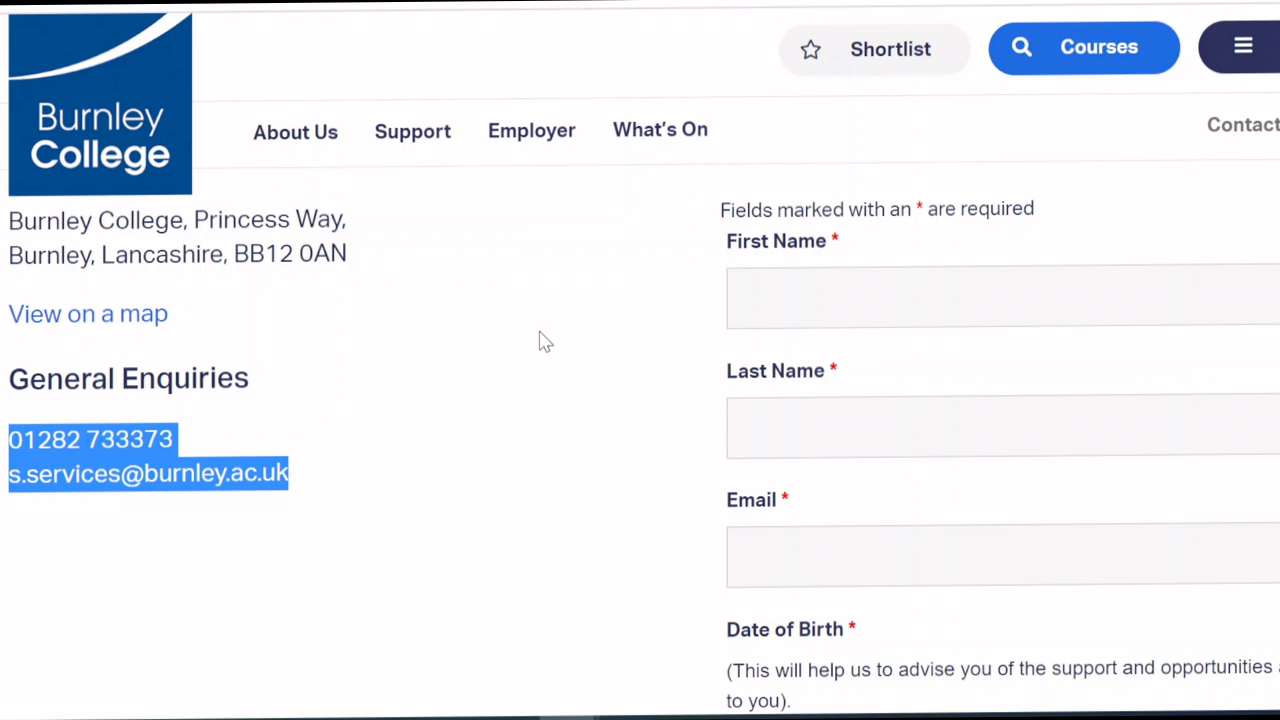 Burnley
College
Shortlist
Courses
About Us
Support
Employer
What's On
Contact
Burnley College, Princess Way,
Burnley, Lancashire, BB12 0AN
View on a map
General Enquiries
01282 733373
s.services@burnley.ac.uk
Fields marked with an * are required
First Name *
Last Name *
Email *
Date of Birth *
(This will help us to advise you of the support and opportunities
to you).